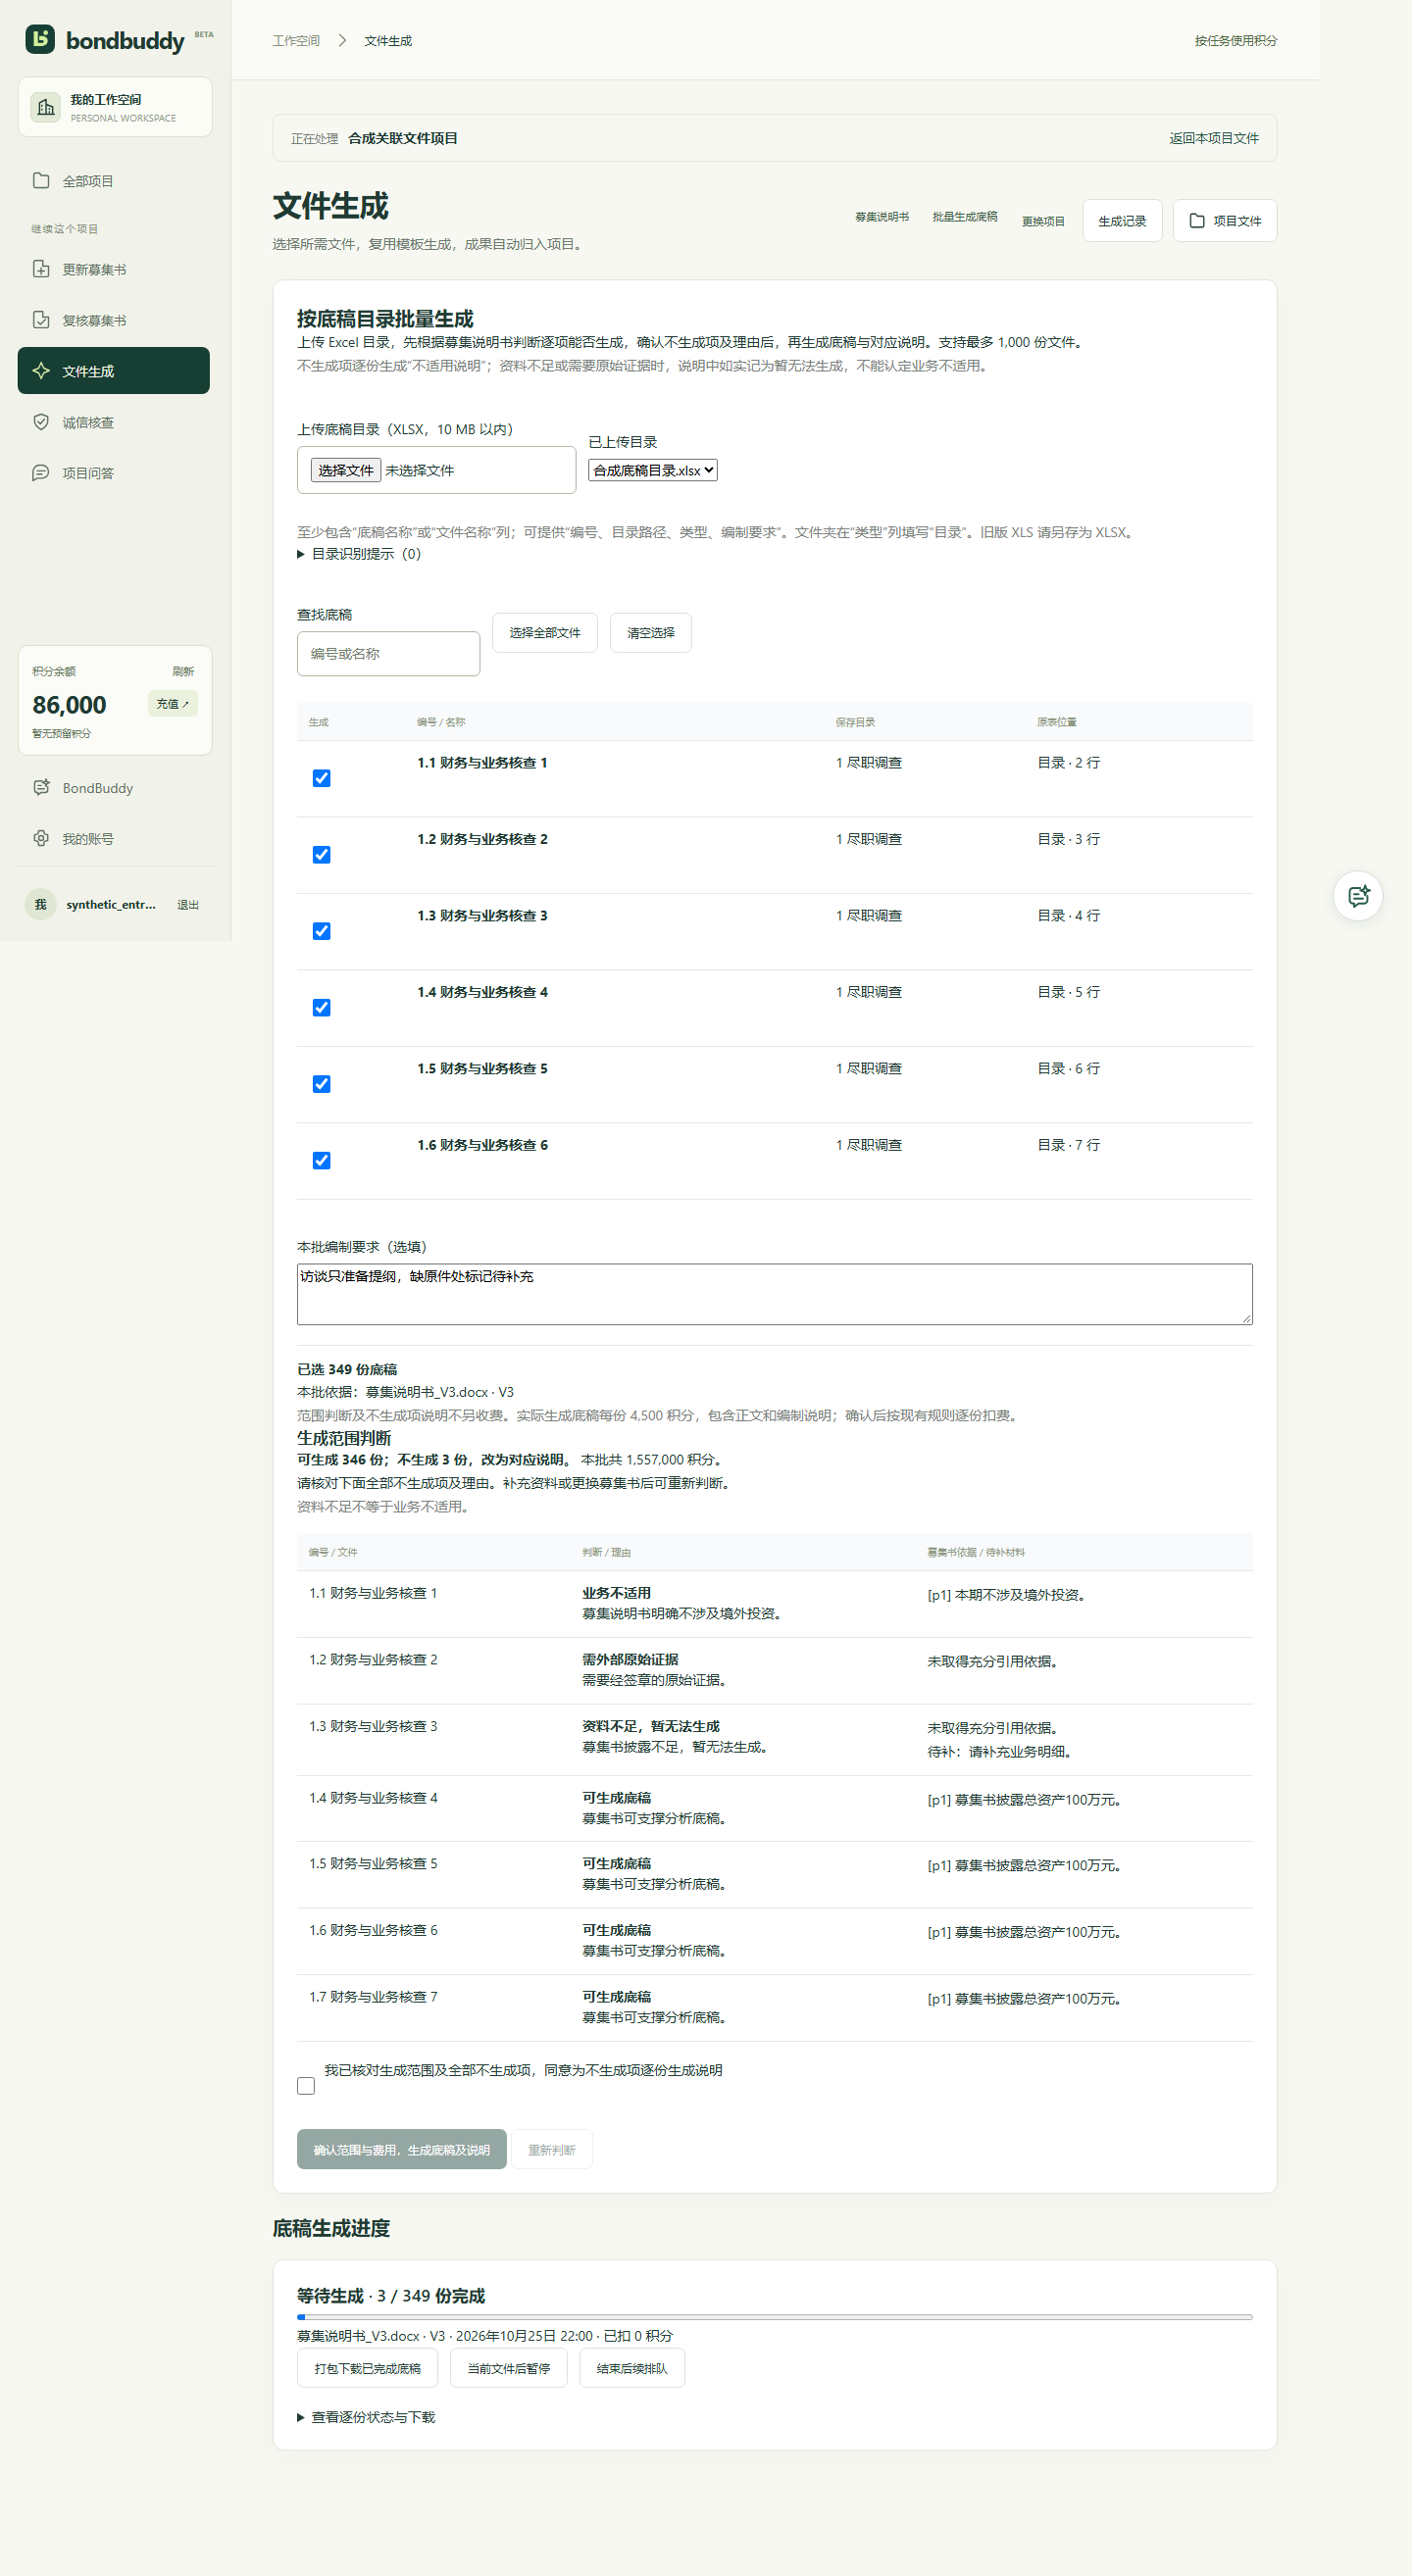 bondbuddy BETA
我的工作空间
PERSONAL WORKSPACE
全部项目
继续这个项目
更新募集书
复核募集书
文件生成
诚信核查
项目问答
积分余额 刷新
86,000 充值 ↗
暂无预留积分
BondBuddy
我的账号
我 synthetic_entr... 退出
工作空间 文件生成 按任务使用积分
正在处理 合成关联文件项目 返回本项目文件
文件生成
选择所需文件，复用模板生成，成果自动归入项目。
募集说明书 批量生成底稿 更换项目 生成记录 项目文件
按底稿目录批量生成
上传 Excel 目录，先根据募集说明书判断逐项能否生成，确认不生成项及理由后，再生成底稿与对应说明。支持最多 1,000 份文件。
不生成项逐份生成“不适用说明”；资料不足或需要原始证据时，说明中如实记为暂无法生成，不能认定业务不适用。
上传底稿目录（XLSX，10 MB 以内）
选择文件 未选择文件
已上传目录
合成底稿目录.xlsx
至少包含“底稿名称”或“文件名称”列；可提供“编号、目录路径、类型、编制要求”。文件夹在“类型”列填写“目录”。旧版 XLS 请另存为 XLSX。
▶ 目录识别提示（0）
查找底稿
编号或名称
选择全部文件 清空选择
生成 编号 / 名称 保存目录 原表位置
1.1 财务与业务核查 1 1 尽职调查 目录 · 2 行
1.2 财务与业务核查 2 1 尽职调查 目录 · 3 行
1.3 财务与业务核查 3 1 尽职调查 目录 · 4 行
1.4 财务与业务核查 4 1 尽职调查 目录 · 5 行
1.5 财务与业务核查 5 1 尽职调查 目录 · 6 行
1.6 财务与业务核查 6 1 尽职调查 目录 · 7 行
本批编制要求（选填）
访谈只准备提纲，缺原件处标记待补充
已选 349 份底稿
本批依据：募集说明书_V3.docx · V3
范围判断及不生成项说明不另收费。实际生成底稿每份 4,500 积分，包含正文和编制说明；确认后按现有规则逐份扣费。
生成范围判断
可生成 346 份；不生成 3 份，改为对应说明。 本批共 1,557,000 积分。
请核对下面全部不生成项及理由。补充资料或更换募集书后可重新判断。
资料不足不等于业务不适用。
编号 / 文件 判断 / 理由 募集书依据 / 待补材料
1.1 财务与业务核查 1 业务不适用 [p1] 本期不涉及境外投资。
募集说明书明确不涉及境外投资。
1.2 财务与业务核查 2 需外部原始证据 未取得充分引用依据。
需要经签章的原始证据。
1.3 财务与业务核查 3 资料不足，暂无法生成 未取得充分引用依据。
募集书披露不足，暂无法生成。 待补：请补充业务明细。
1.4 财务与业务核查 4 可生成底稿 [p1] 募集书披露总资产100万元。
募集书可支撑分析底稿。
1.5 财务与业务核查 5 可生成底稿 [p1] 募集书披露总资产100万元。
募集书可支撑分析底稿。
1.6 财务与业务核查 6 可生成底稿 [p1] 募集书披露总资产100万元。
募集书可支撑分析底稿。
1.7 财务与业务核查 7 可生成底稿 [p1] 募集书披露总资产100万元。
募集书可支撑分析底稿。
我已核对生成范围及全部不生成项，同意为不生成项逐份生成说明
确认范围与费用，生成底稿及说明 重新判断
底稿生成进度
等待生成 · 3 / 349 份完成
募集说明书_V3.docx · V3 · 2026年10月25日 22:00 · 已扣 0 积分
打包下载已完成底稿 当前文件后暂停 结束后续排队
▶ 查看逐份状态与下载